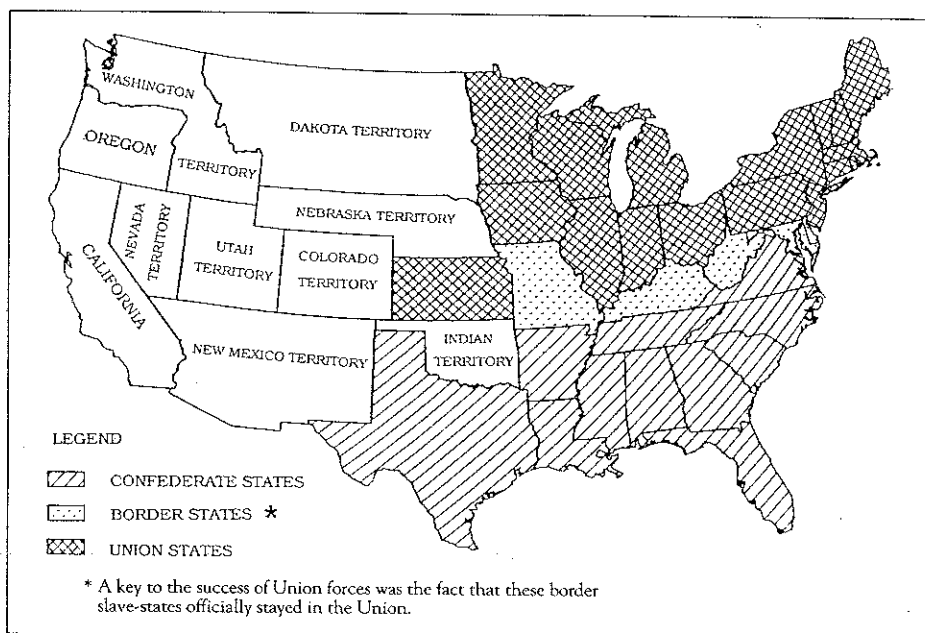 WASHINGTON
DAKOTA TERRITORY
OREGON
TERRITORY
NEBRASKA TERRITORY
NEVADA
TERRITORY
UTAH
TERRITORY
COLORADO
TERRITORY
CALIFORNIA
NEW MEXICO TERRITORY
INDIAN
TERRITORY
LEGEND
CONFEDERATE STATES
BORDER STATES *
UNION STATES
* A key to the success of Union forces was the fact that these border
slave-states officially stayed in the Union.